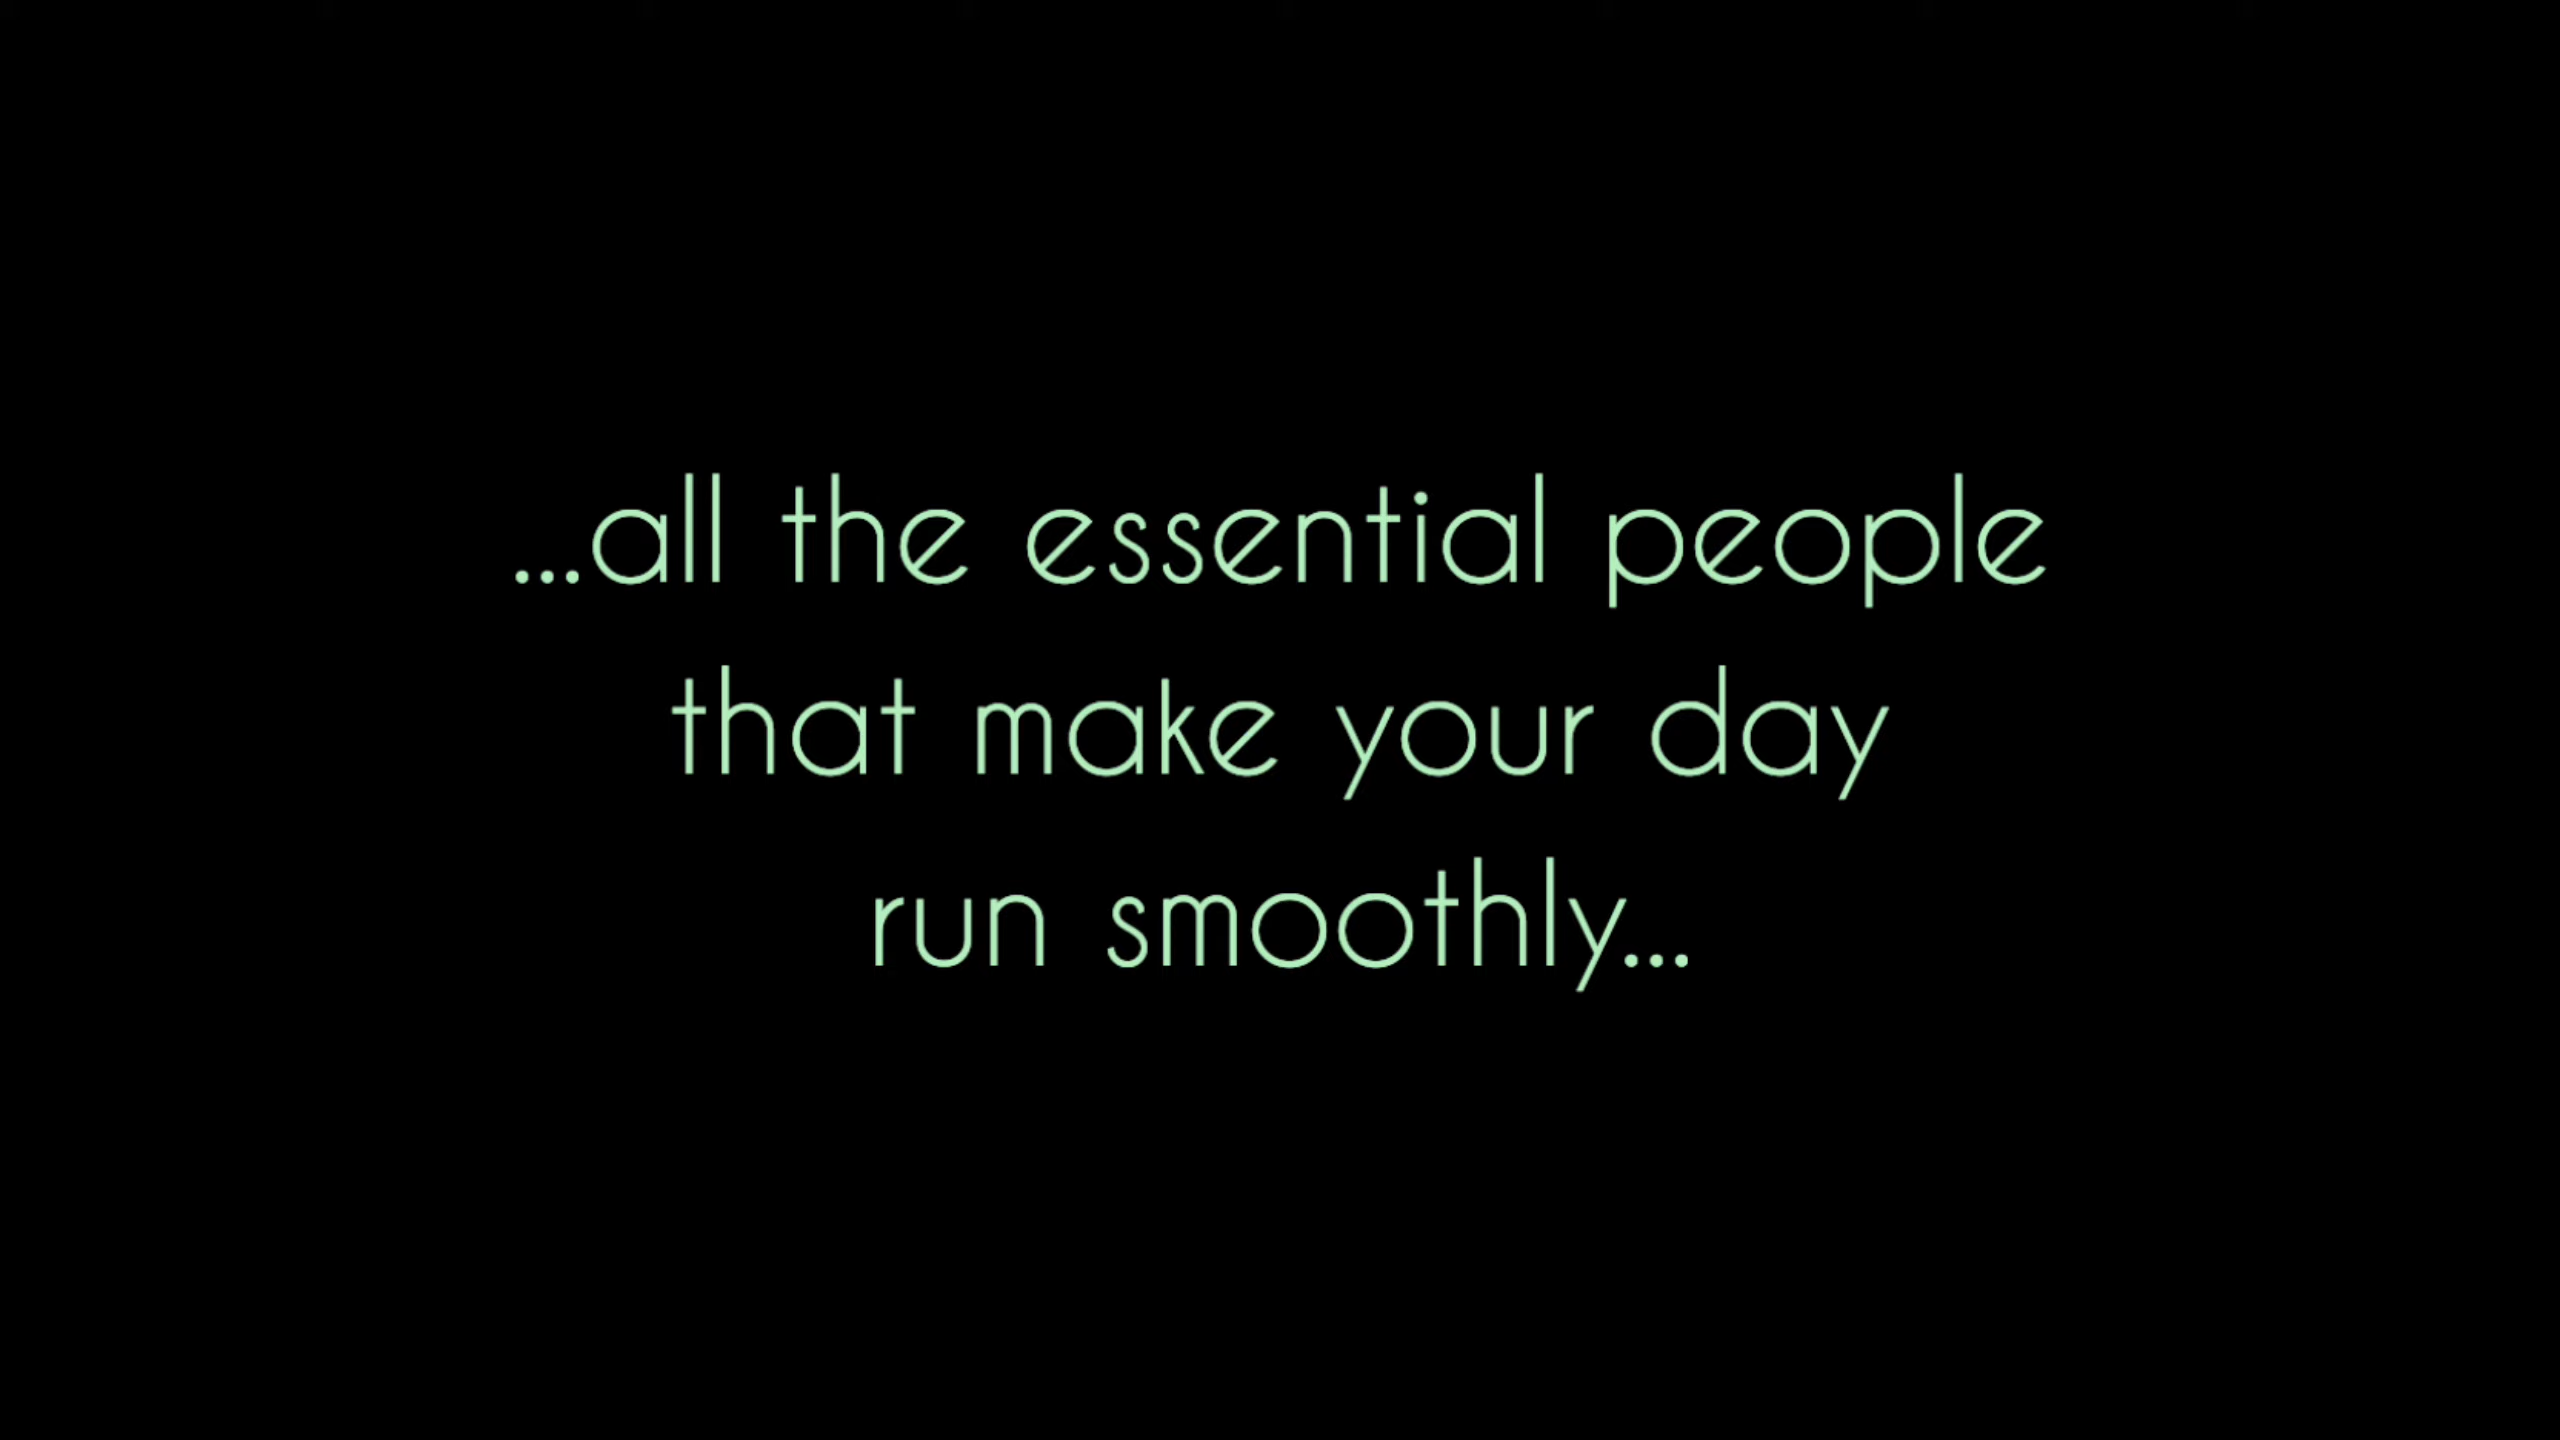 ...all the essential people
that make your day
run smoothly...